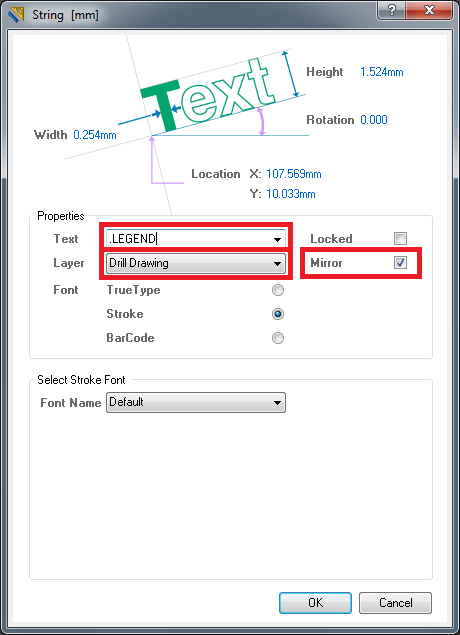 String [mm]
Text
Height 1.524mm
Rotation 0.000
Width 0.254mm
Location X: 107.569mm
Y: 10.033mm
Properties
Text .LEGEND Locked
Layer Drill Drawing Mirror
Font TrueType
Stroke
BarCode
Select Stroke Font
Font Name Default
OK Cancel